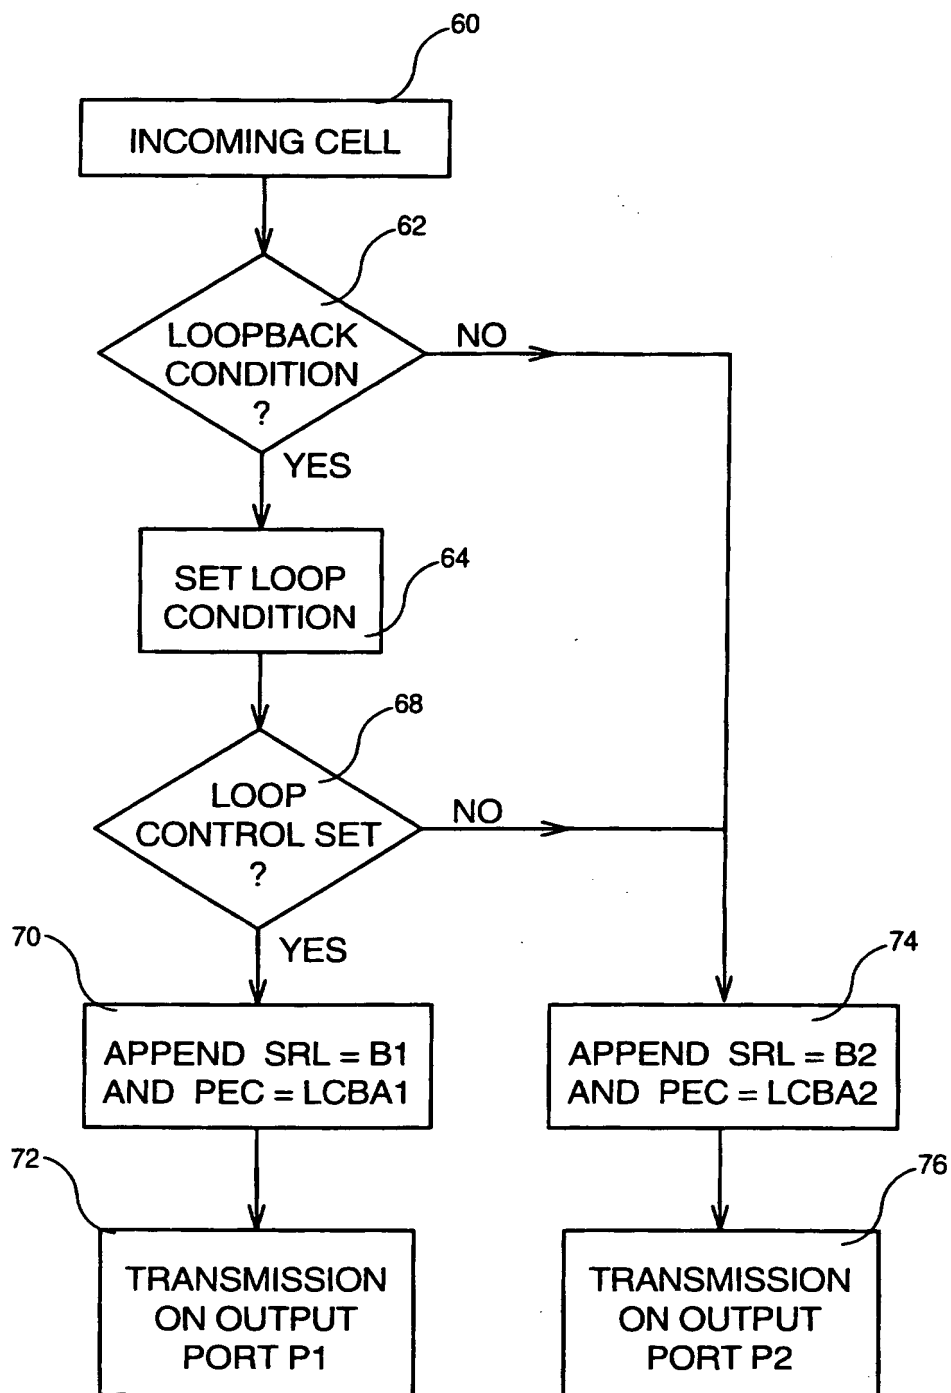 60
INCOMING CELL
62
LOOPBACK
CONDITION
?
NO
YES
64
SET LOOP
CONDITION
68
LOOP
CONTROL SET
?
NO
YES
70
APPEND SRL = B1
AND PEC = LCBA1
74
APPEND SRL = B2
AND PEC = LCBA2
72
TRANSMISSION
ON OUTPUT
PORT P1
76
TRANSMISSION
ON OUTPUT
PORT P2